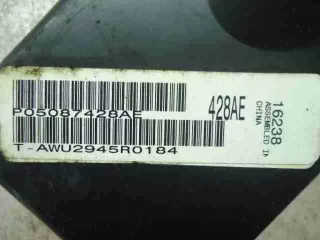 P05087428AE
428AE
T-AWU2945R0184
16238
ASSEMBLED IN
CHINA